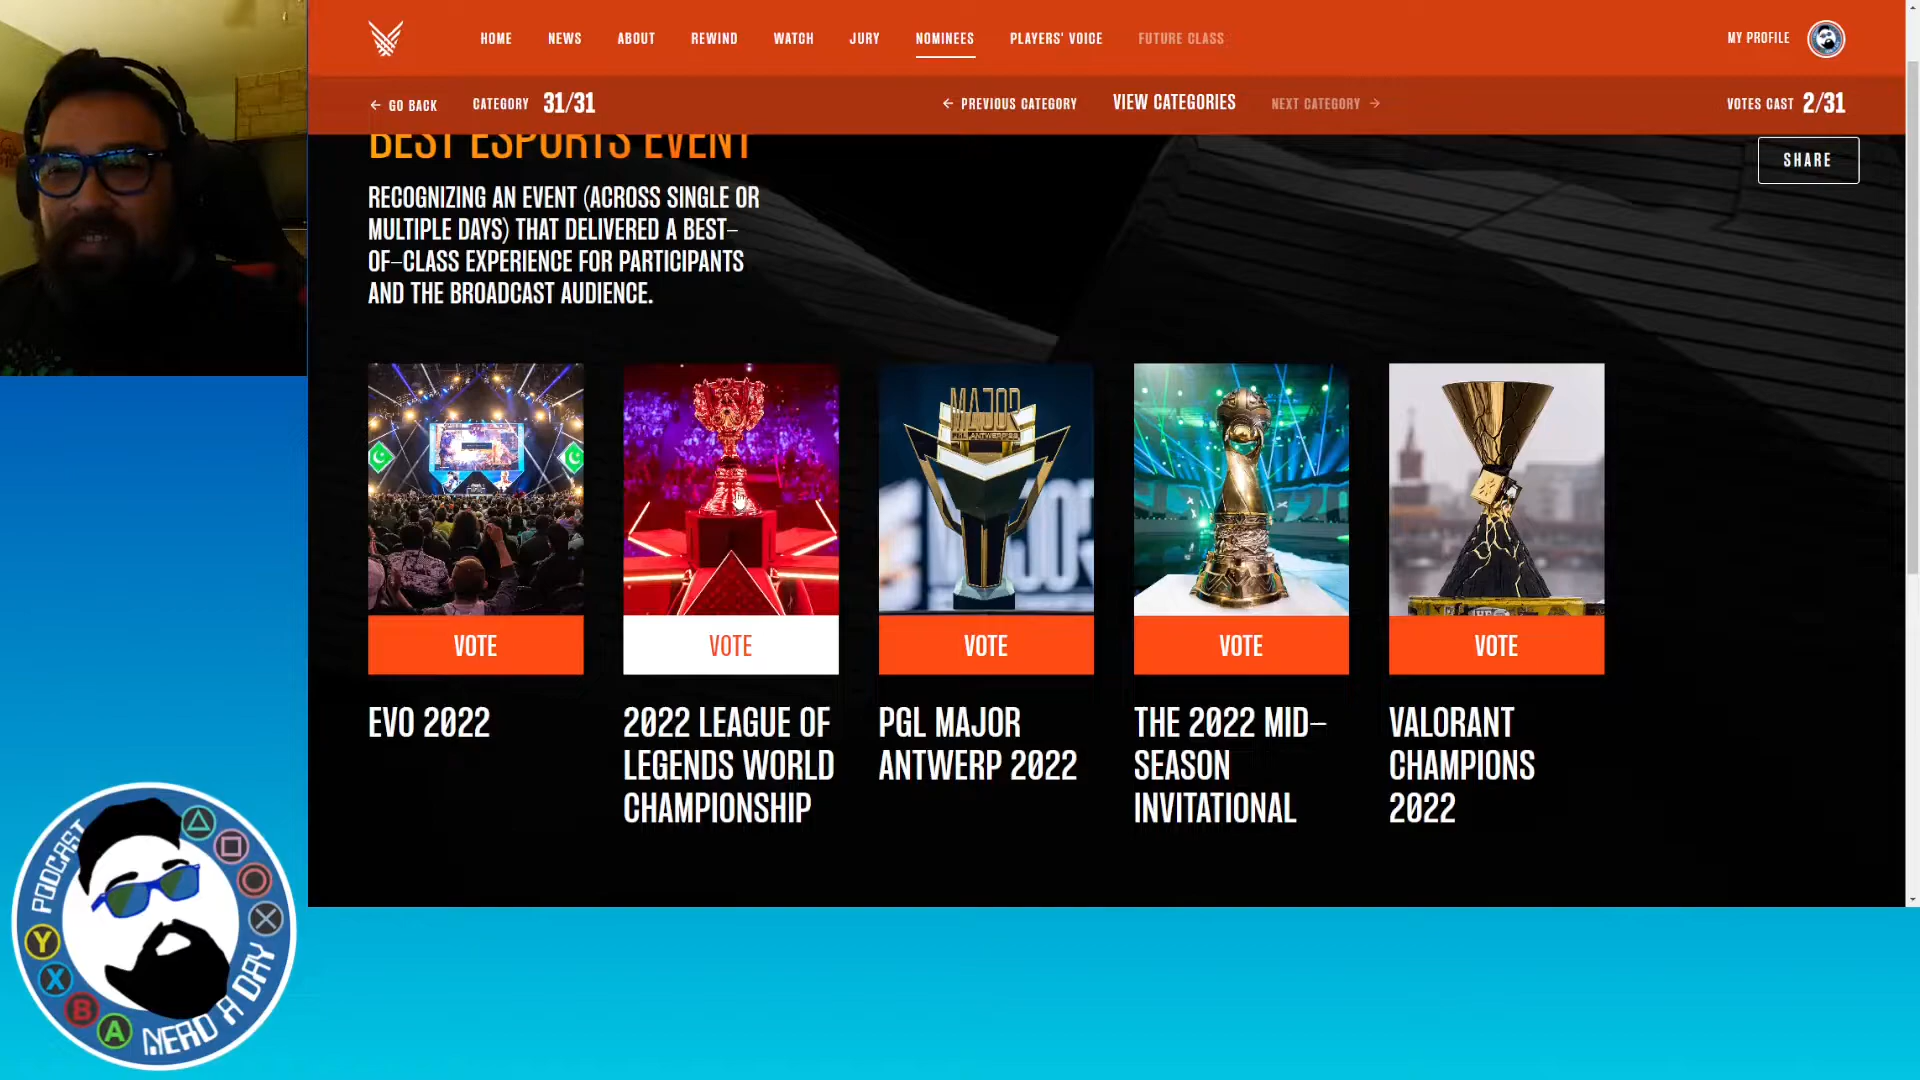 HOME NEWS ABOUT REWIND WATCH JURY NOMINEES PLAYERS' VOICE FUTURE CLASS MY PROFILE
← GO BACK CATEGORY 31/31 ← PREVIOUS CATEGORY VIEW CATEGORIES NEXT CATEGORY → VOTES CAST 2/31
BEST ESPORTS EVENT
SHARE
RECOGNIZING AN EVENT (ACROSS SINGLE OR
MULTIPLE DAYS) THAT DELIVERED A BEST-
OF-CLASS EXPERIENCE FOR PARTICIPANTS
AND THE BROADCAST AUDIENCE.
MAJOR
MAJOR
VOTE VOTE VOTE VOTE VOTE
EVO 2022
2022 LEAGUE OF
LEGENDS WORLD
CHAMPIONSHIP
PGL MAJOR
ANTWERP 2022
THE 2022 MID-
SEASON
INVITATIONAL
VALORANT
CHAMPIONS
2022
PODCAST
Y
X
B
A
NERD A DAY